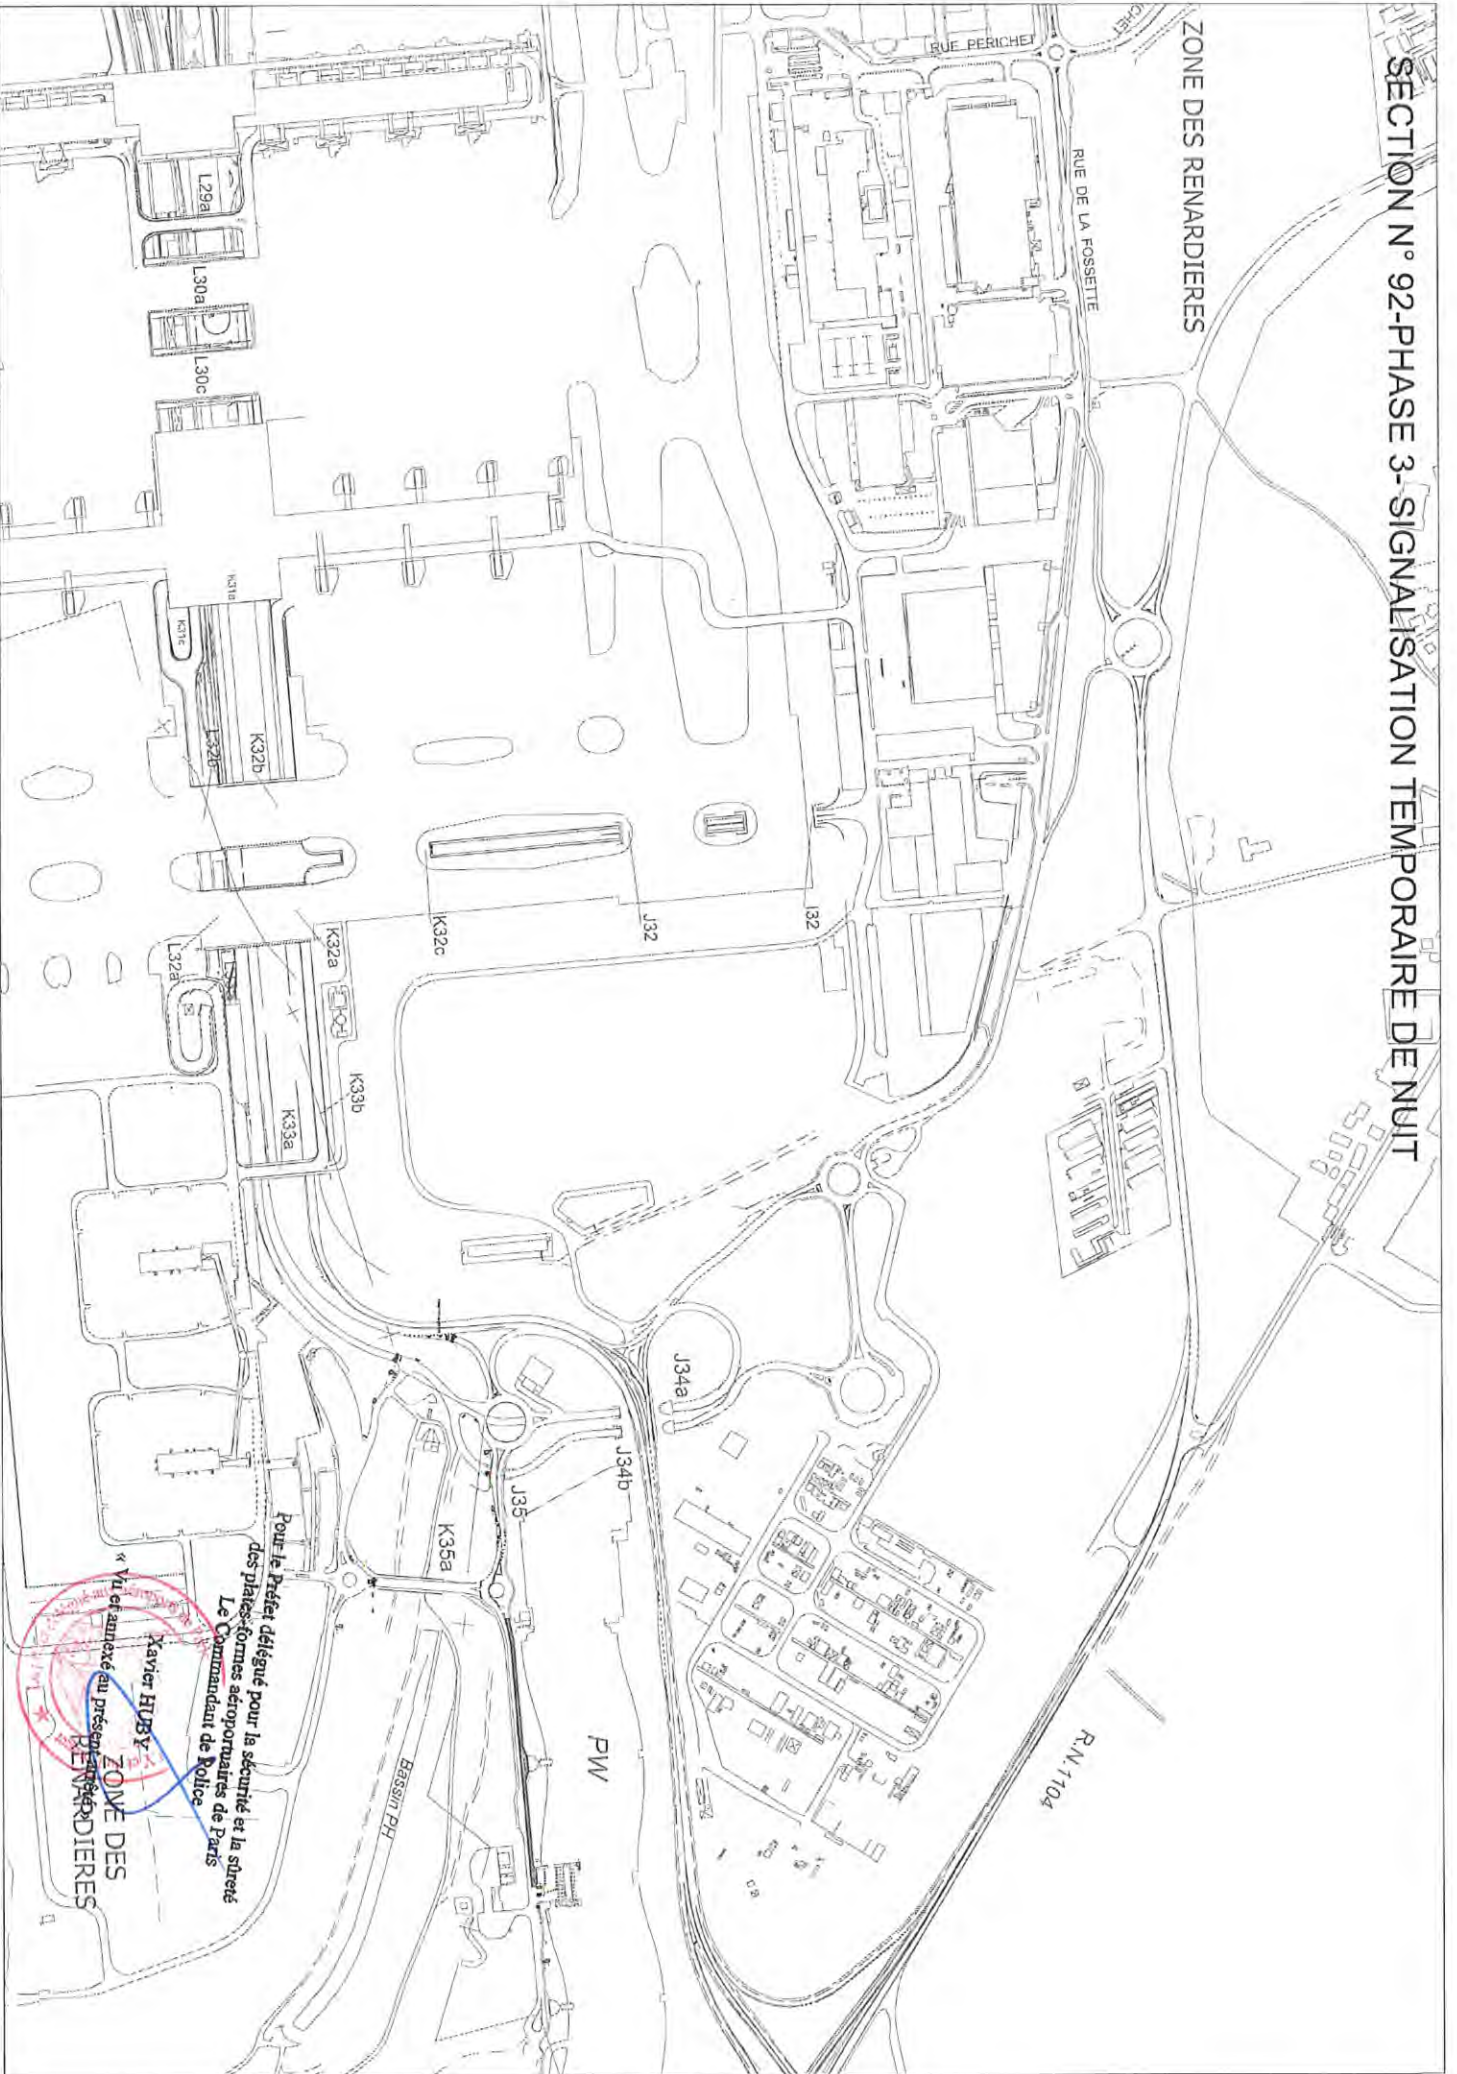 SECTION N° 92-PHASE 3-SIGNALISATION TEMPORAIRE DE NUIT
ZONE DES RENARDIERES
RUE PERICHET
RUE DE LA FOSSETTE
L29a
L30a
L30c
K31a
K31c
L32b
K32b
K32c
J32
I32
K32a
L32a
K33b
K33a
J34a
J34b
J35
K35a
R.N.1104
PW
Bassin PH
Pour le Préfet délégué pour la sécurité et la sûreté
des plates-formes aéroportuaires de Paris
Le Commandant de Police
Xavier HUBY
« Vu et annexé au présent arrêté »
ZONE DES
RENARDIERES